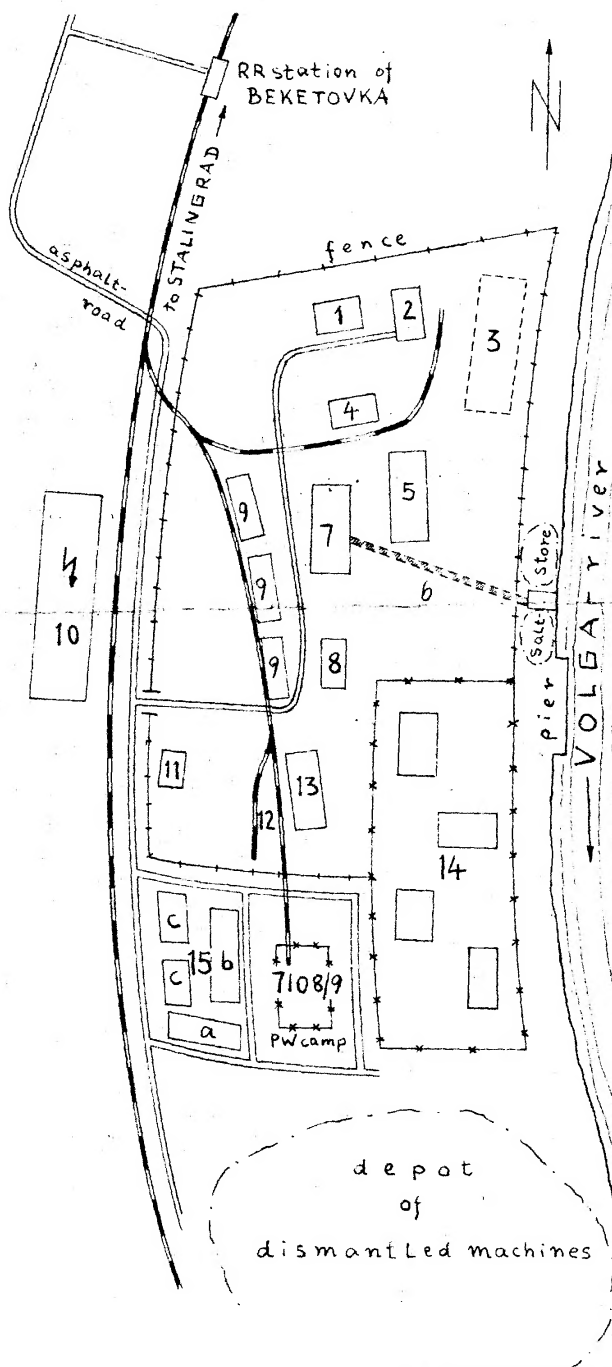 RR station of
BEKETOVKA
N
to STALINGRAD
asphalt-
road
fence
1
2
3
4
5
9
7
6
Store
Salt-
9
10
9
8
pier
VOLGA-river
11
13
12
14
c
15 b
c
a
7108/9
PW camp
depot
of
dismantled machines